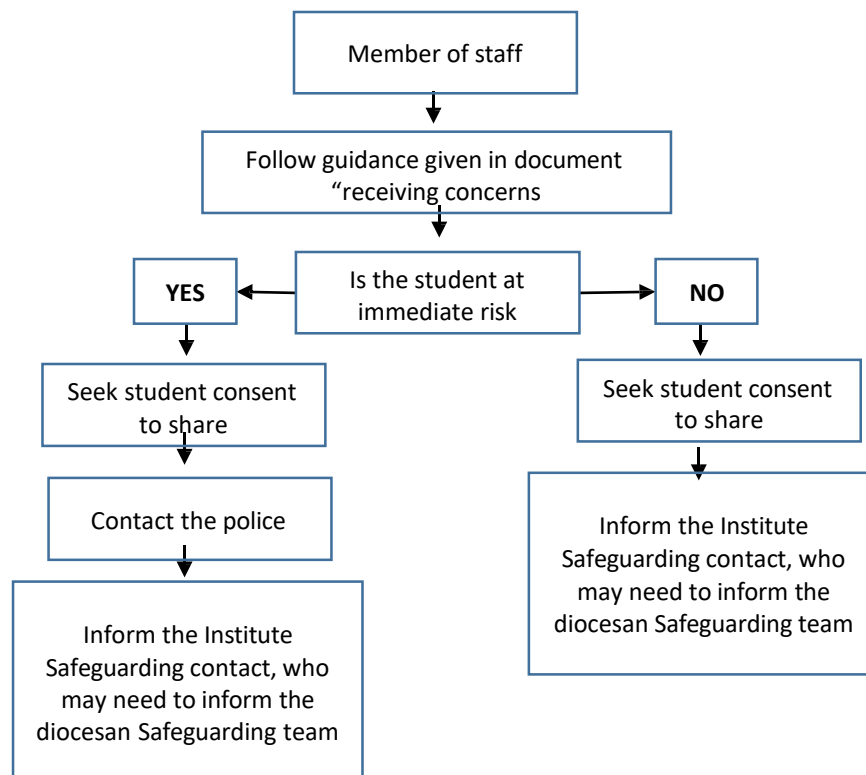 Member of staff
Follow guidance given in document
“receiving concerns
Is the student at
immediate risk
YES
NO
Seek student consent
to share
Contact the police
Inform the Institute
Safeguarding contact, who
may need to inform the
diocesan Safeguarding team
Seek student consent
to share
Inform the Institute
Safeguarding contact, who
may need to inform the
diocesan Safeguarding team